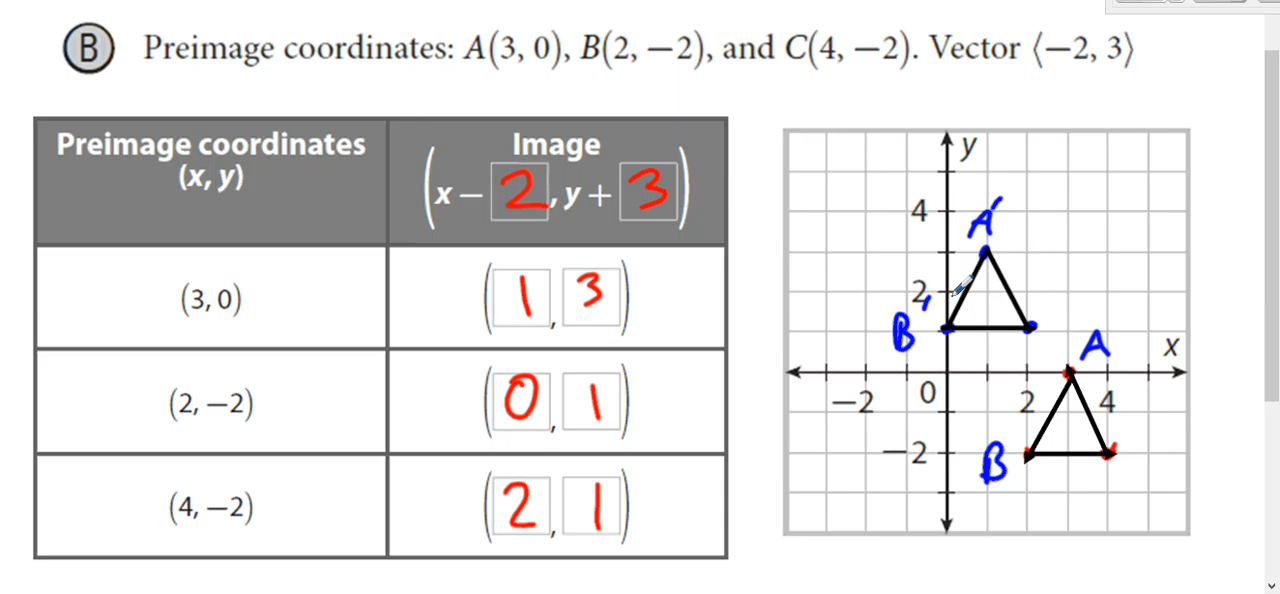 B Preimage coordinates: A(3, 0), B(2, −2), and C(4, −2). Vector ⟨−2, 3⟩
Preimage coordinates
(x, y)
Image
(x − 2, y + 3)
(3, 0)
(1, 3)
(2, −2)
(0, 1)
(4, −2)
(2, 1)
y
4
A′
2
B′
A
x
−2
0
2
4
−2
B